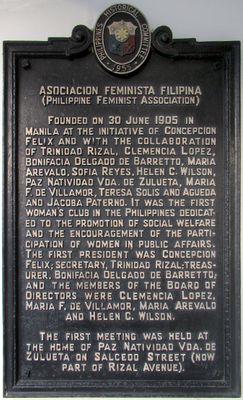 PHILIPPINES HISTORICAL COMMITTEE
1955
ASOCIACION FEMINISTA FILIPINA
(PHILIPPINE FEMINIST ASSOCIATION)
FOUNDED ON 30 JUNE 1905 IN
MANILA AT THE INITIATIVE OF CONCEPCION
FELIX AND WITH THE COLLABORATION
OF TRINIDAD RIZAL, CLEMENCIA LOPEZ,
BONIFACIA DELGADO DE BARRETTO, MARIA
AREVALO, SOFIA REYES, HELEN C. WILSON,
PAZ NATIVIDAD VDA. DE ZULUETA, MARIA
F. DE VILLAMOR, TERESA SOLIS AND AGUEDA
AND JACOBA PATERNO. IT WAS THE FIRST
WOMAN'S CLUB IN THE PHILIPPINES DEDICAT-
ED TO THE PROMOTION OF SOCIAL WELFARE
AND THE ENCOURAGEMENT OF THE PARTI-
CIPATION OF WOMEN IN PUBLIC AFFAIRS.
THE FIRST PRESIDENT WAS CONCEPCION
FELIX; SECRETARY, TRINIDAD RIZAL; TREAS-
URER, BONIFACIA DELGADO DE BARRETTO;
AND THE MEMBERS OF THE BOARD OF
DIRECTORS WERE CLEMENCIA LOPEZ,
MARIA F. DE VILLAMOR, MARIA AREVALO
AND HELEN C. WILSON.
THE FIRST MEETING WAS HELD AT
THE HOME OF PAZ NATIVIDAD VDA. DE
ZULUETA ON SALCEDO STREET (NOW
PART OF RIZAL AVENUE).